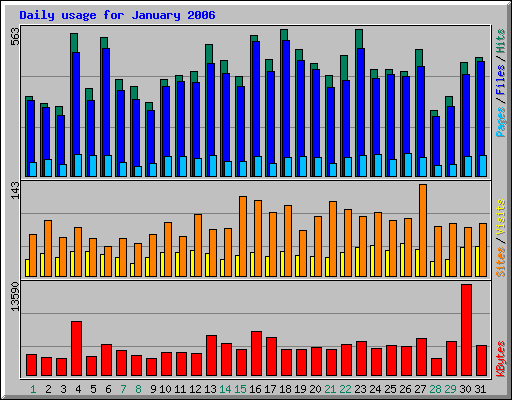 Daily usage for January 2006
563
Pages / Files / Hits
143
Sites / Visits
13590
KBytes
1 2 3 4 5 6 7 8 9 10 11 12 13 14 15 16 17 18 19 20 21 22 23 24 25 26 27 28 29 30 31